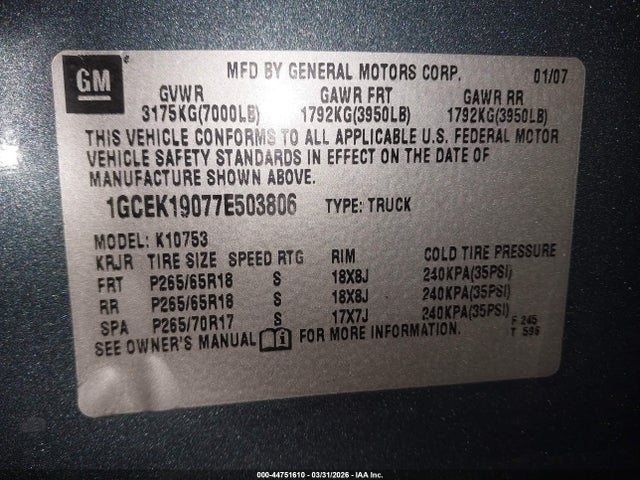 GM
MFD BY GENERAL MOTORS CORP. 01/07
GVWR GAWR FRT GAWR RR
3175KG(7000LB) 1792KG(3950LB) 1792KG(3950LB)
THIS VEHICLE CONFORMS TO ALL APPLICABLE U.S. FEDERAL MOTOR
VEHICLE SAFETY STANDARDS IN EFFECT ON THE DATE OF
MANUFACTURE SHOWN ABOVE.
1GCEK19077E503806 TYPE: TRUCK
MODEL: K10753
KRJR TIRE SIZE SPEED RTG RIM COLD TIRE PRESSURE
FRT P265/65R18 S 18X8J 240KPA(35PSI)
RR P265/65R18 S 18X8J 240KPA(35PSI)
SPA P265/70R17 S 17X7J 240KPA(35PSI)
SEE OWNER'S MANUAL i FOR MORE INFORMATION.
F 245
T 596
000-44751610 - 03/31/2026 - IAA Inc.